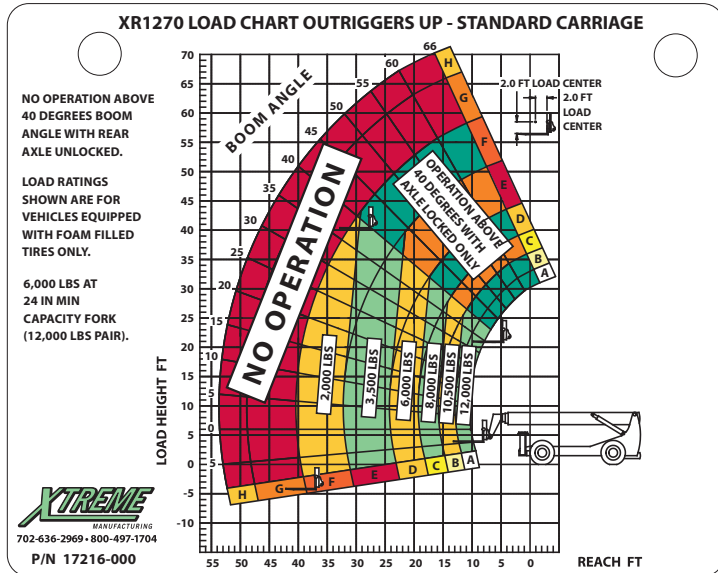 XR1270 LOAD CHART OUTRIGGERS UP - STANDARD CARRIAGE
NO OPERATION ABOVE
40 DEGREES BOOM
ANGLE WITH REAR
AXLE UNLOCKED.
LOAD RATINGS
SHOWN ARE FOR
VEHICLES EQUIPPED
WITH FOAM FILLED
TIRES ONLY.
6,000 LBS AT
24 IN MIN
CAPACITY FORK
(12,000 LBS PAIR).
XTREME
MANUFACTURING
702-636-2969 • 800-497-1704
P/N 17216-000
LOAD HEIGHT FT
70
65
60
55
50
45
40
35
30
25
20
15
10
5
0
-5
-10
BOOM ANGLE
66
60
55
50
45
40
35
30
25
20
15
10
5
0
5
NO OPERATION
OPERATION ABOVE
40 DEGREES WITH
AXLE LOCKED ONLY
2.0 FT LOAD CENTER
2.0 FT
LOAD
CENTER
H
G
F
E
D
C
B
A
2,000 LBS
3,500 LBS
6,000 LBS
8,000 LBS
10,500 LBS
12,000 LBS
H G F E D C B A
55 50 45 40 35 30 25 20 15 10 5 0
REACH FT